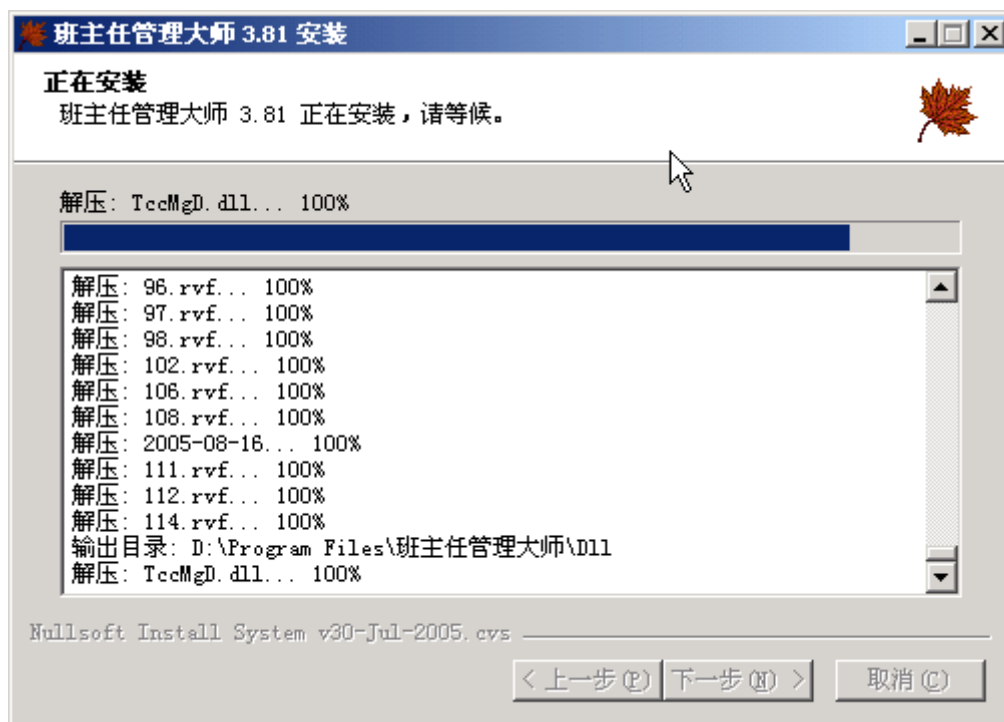 班主任管理大师 3.81 安装
正在安装
班主任管理大师 3.81 正在安装，请等候。
解压: TccMgD.dll... 100%
解压: 96.rvf... 100%
解压: 97.rvf... 100%
解压: 98.rvf... 100%
解压: 102.rvf... 100%
解压: 106.rvf... 100%
解压: 108.rvf... 100%
解压: 2005-08-16... 100%
解压: 111.rvf... 100%
解压: 112.rvf... 100%
解压: 114.rvf... 100%
输出目录: D:\Program Files\班主任管理大师\Dll
解压: TccMgD.dll... 100%
Nullsoft Install System v30-Jul-2005.cvs
< 上一步(P) 下一步(N) > 取消(C)